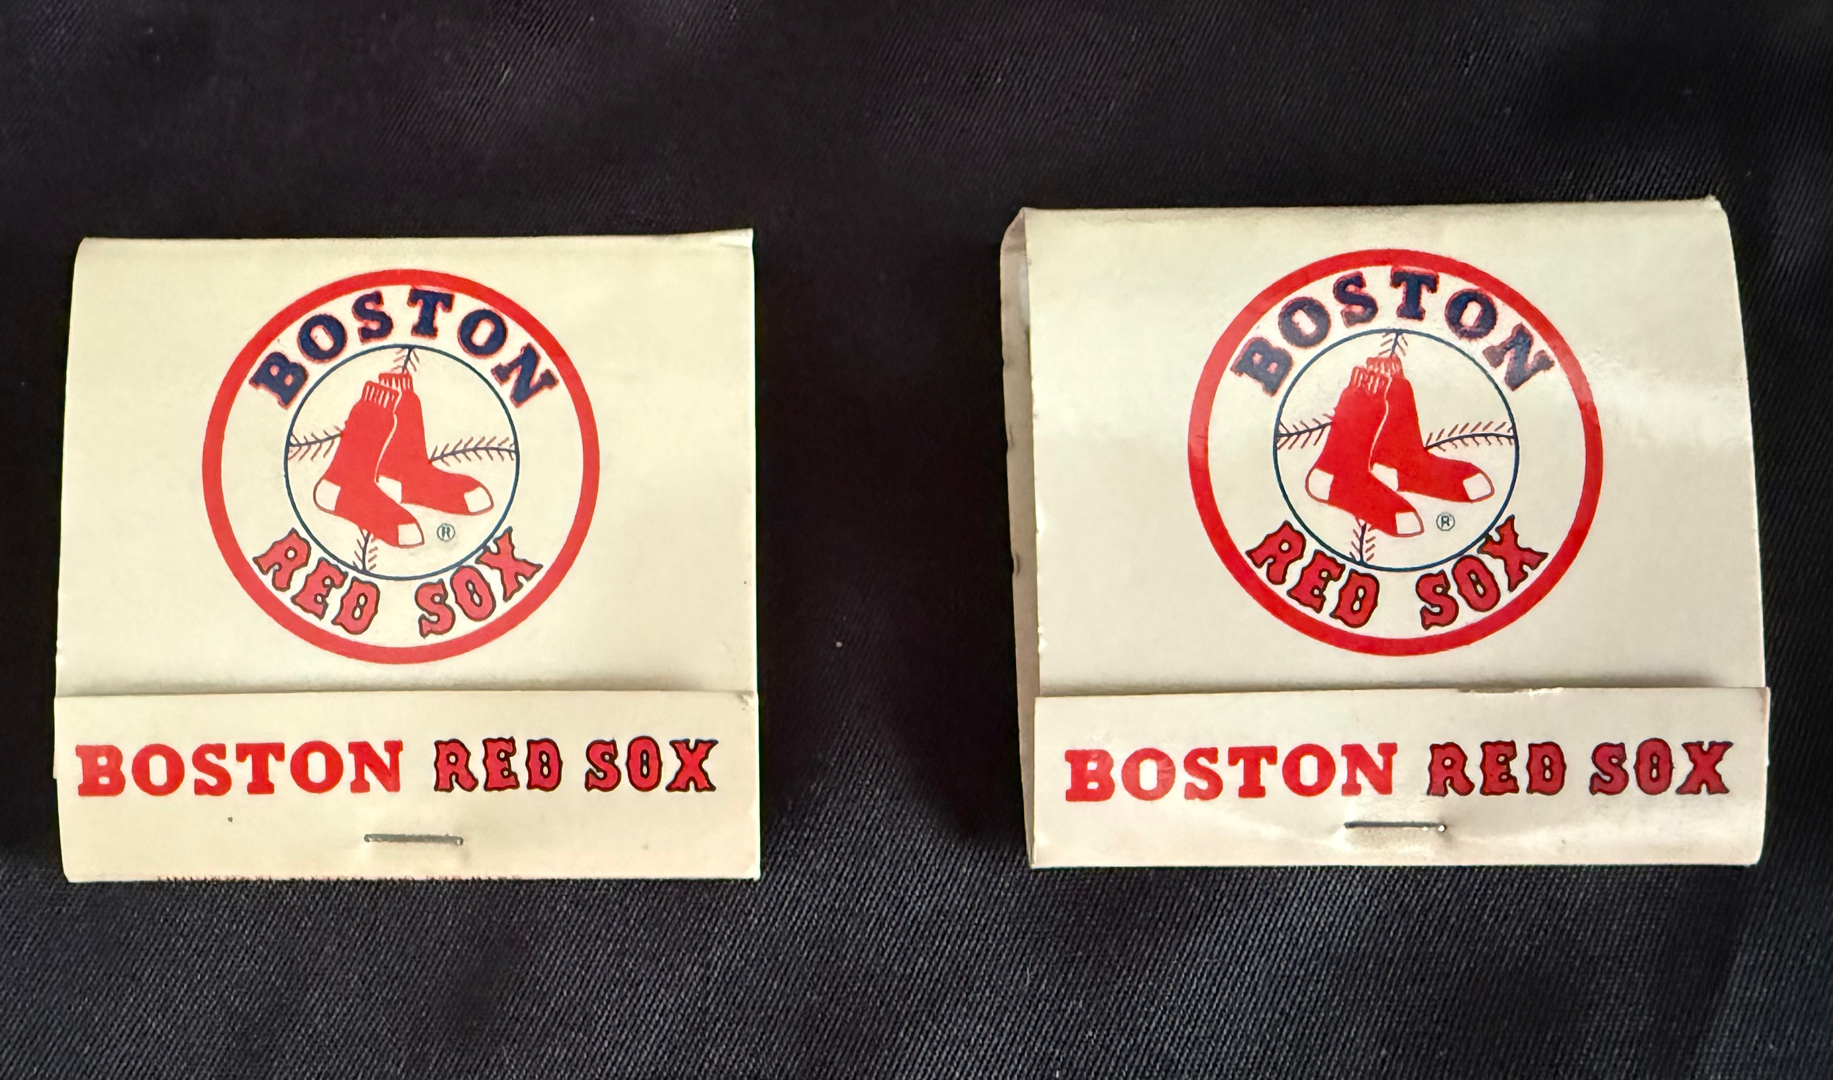 BOSTON
®
RED SOX
BOSTON RED SOX
BOSTON
®
RED SOX
BOSTON RED SOX